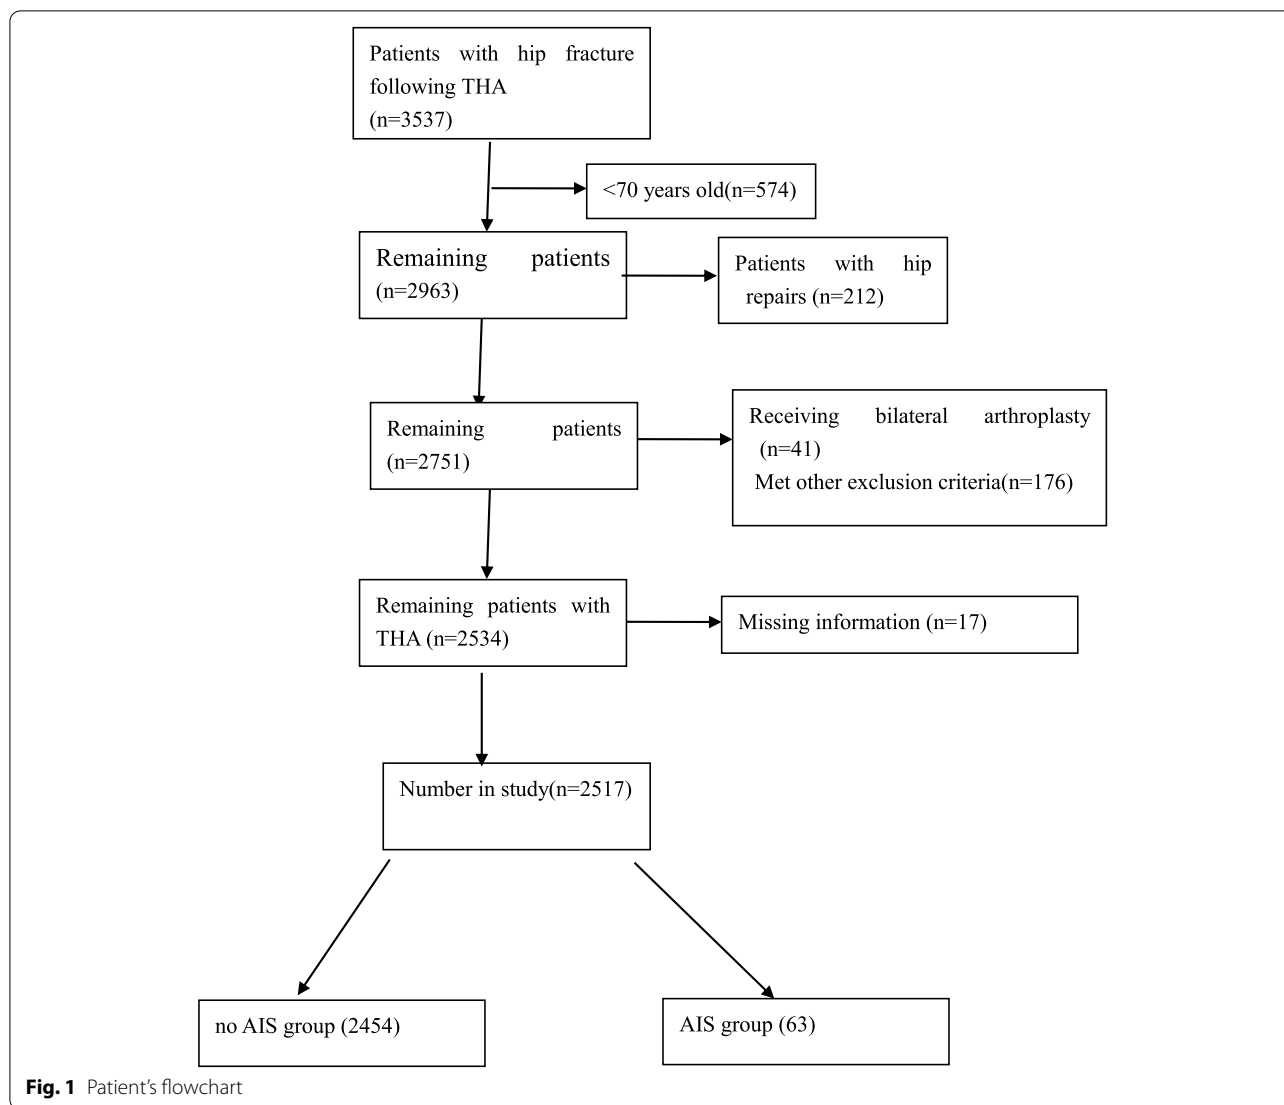 Patients with hip fracture
following THA
(n=3537)
<70 years old(n=574)
Remaining patients
(n=2963)
Patients with hip
repairs (n=212)
Remaining patients
(n=2751)
Receiving bilateral arthroplasty
(n=41)
Met other exclusion criteria(n=176)
Remaining patients with
THA (n=2534)
Missing information (n=17)
Number in study(n=2517)
no AIS group (2454)
AIS group (63)
Fig. 1 Patient's flowchart